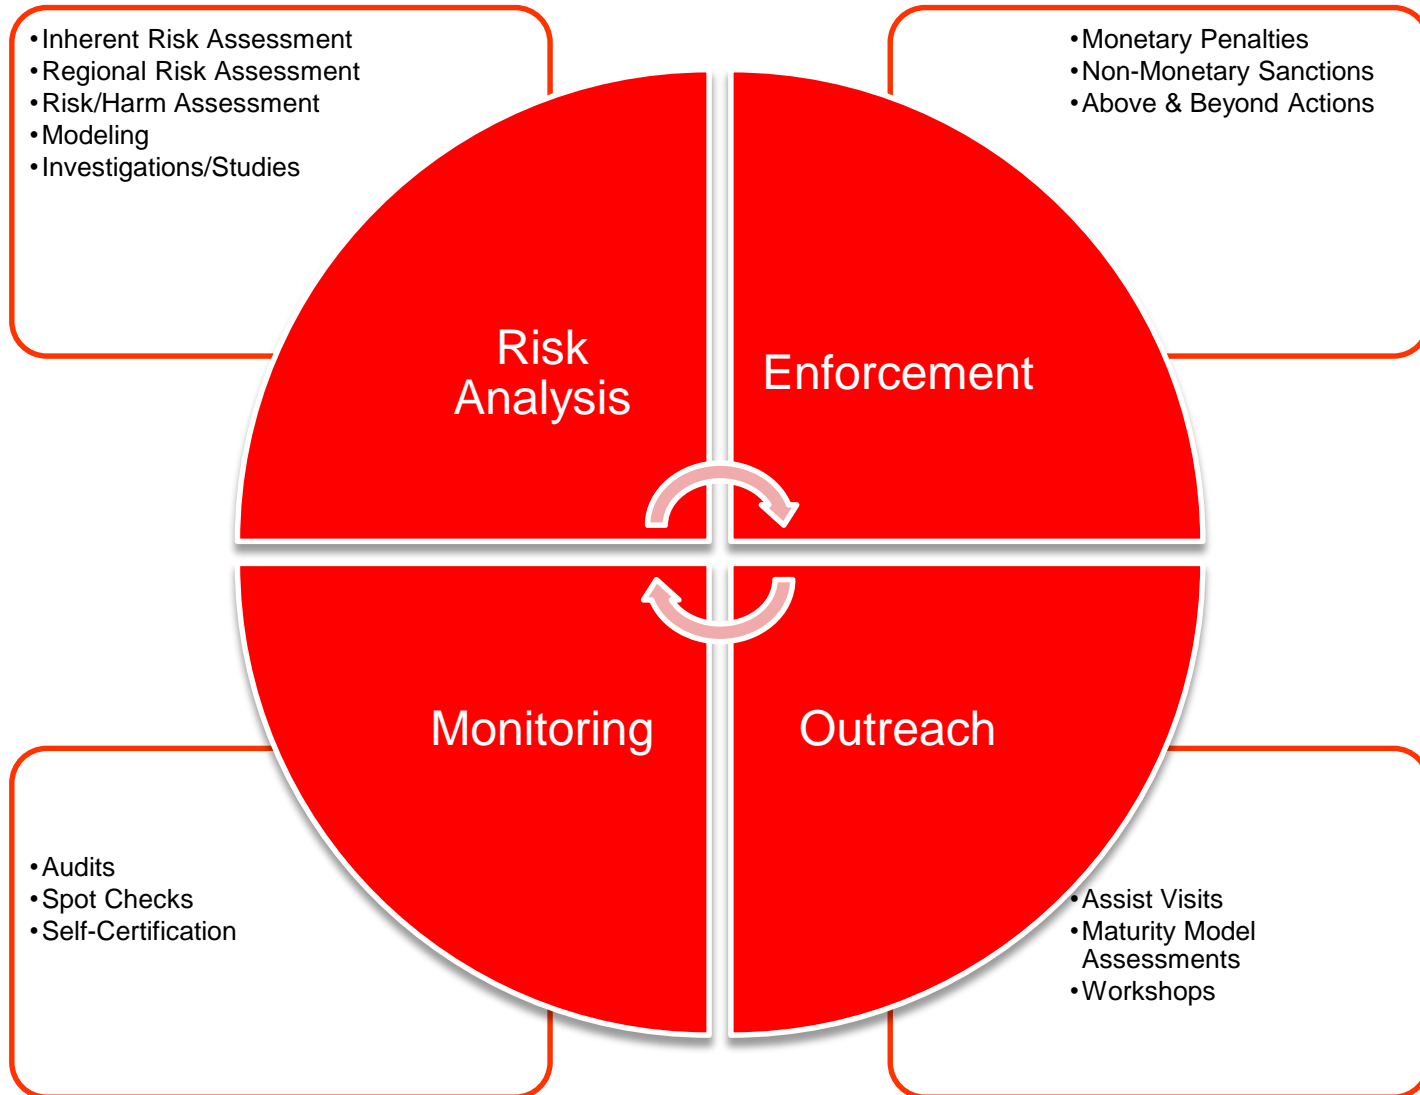 •Inherent Risk Assessment
•Regional Risk Assessment
•Risk/Harm Assessment
•Modeling
•Investigations/Studies
•Monetary Penalties
•Non-Monetary Sanctions
•Above & Beyond Actions
Risk
Analysis
Enforcement
Monitoring
Outreach
•Audits
•Spot Checks
•Self-Certification
•Assist Visits
•Maturity Model
Assessments
•Workshops